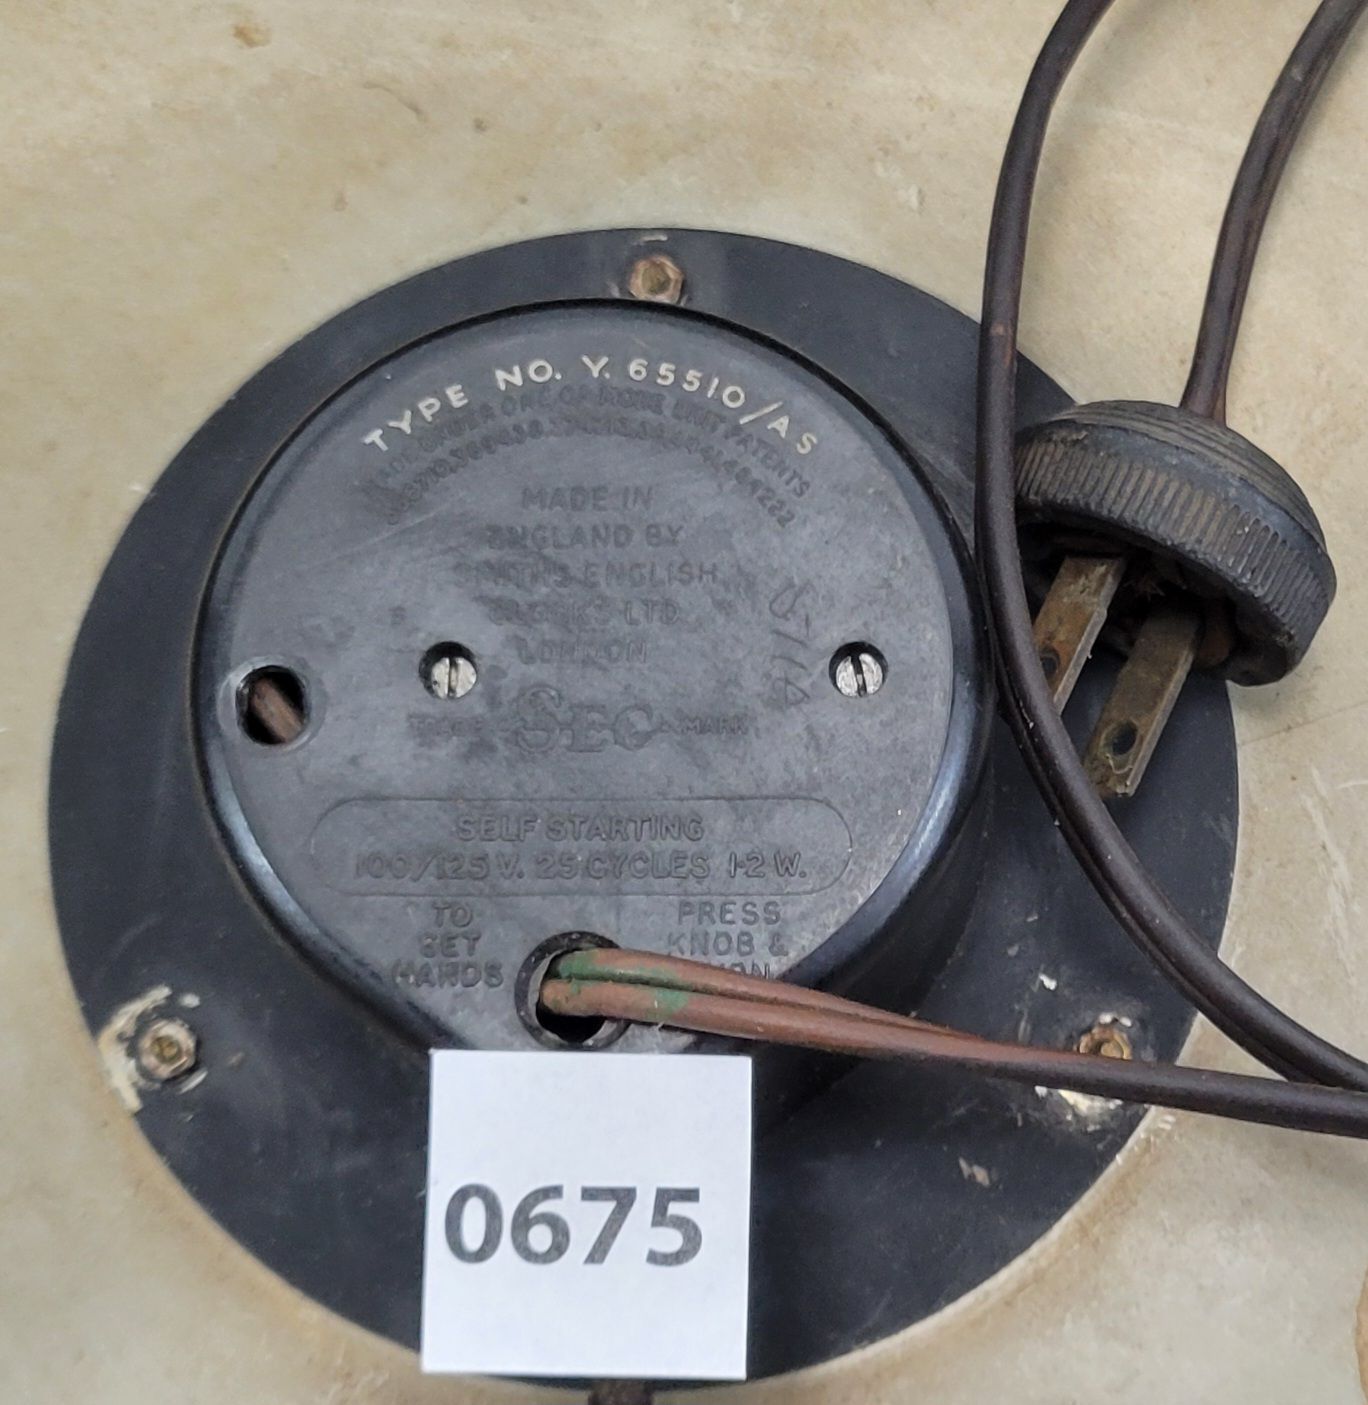 TYPE NO. Y. 65510/AS
MADE UNDER ONE OR MORE BRIT PATENTS
MADE IN
ENGLAND BY
SMITHS ENGLISH
CLOCKS LTD.
LONDON
TRADE SEC MARK
SELF STARTING
100/125 V. 25 CYCLES 1·2 W.
TO
SET
HANDS
PRESS
KNOB &
0675